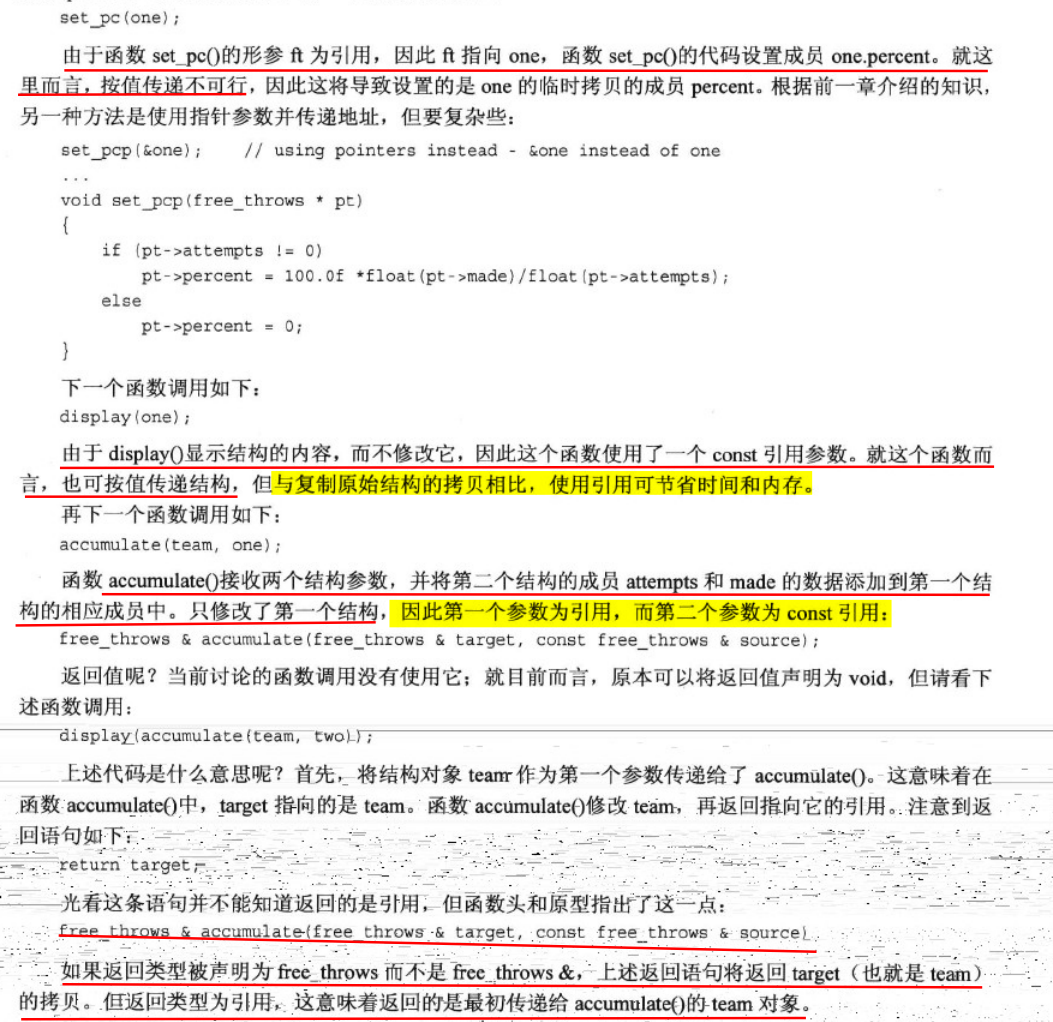 set_pc(one);
由于函数 set_pc()的形参 ft 为引用，因此 ft 指向 one，函数 set_pc()的代码设置成员 one.percent。就这
里而言，按值传递不可行，因此这将导致设置的是 one 的临时拷贝的成员 percent。根据前一章介绍的知识，
另一种方法是使用指针参数并传递地址，但要复杂些：
set_pcp(&one);    // using pointers instead - &one instead of one
...
void set_pcp(free_throws * pt)
{
    if (pt->attempts != 0)
        pt->percent = 100.0f *float(pt->made)/float(pt->attempts);
    else
        pt->percent = 0;
}
下一个函数调用如下：
display(one);
由于 display()显示结构的内容，而不修改它，因此这个函数使用了一个 const 引用参数。就这个函数而
言，也可按值传递结构，但与复制原始结构的拷贝相比，使用引用可节省时间和内存。
再下一个函数调用如下：
accumulate(team, one);
函数 accumulate()接收两个结构参数，并将第二个结构的成员 attempts 和 made 的数据添加到第一个结
构的相应成员中。只修改了第一个结构，因此第一个参数为引用，而第二个参数为 const 引用：
free_throws & accumulate(free_throws & target, const free_throws & source);
返回值呢？当前讨论的函数调用没有使用它；就目前而言，原本可以将返回值声明为 void，但请看下
述函数调用：
display(accumulate(team, two));
上述代码是什么意思呢？首先，将结构对象 team 作为第一个参数传递给了 accumulate()。这意味着在
函数 accumulate()中，target 指向的是 team。函数 accumulate()修改 team，再返回指向它的引用。注意到返
回语句如下：
return target;
光看这条语句并不能知道返回的是引用，但函数头和原型指出了这一点：
free_throws & accumulate(free_throws & target, const free_throws & source)
如果返回类型被声明为 free_throws 而不是 free_throws &，上述返回语句将返回 target（也就是 team）
的拷贝。但返回类型为引用，这意味着返回的是最初传递给 accumulate()的 team 对象。